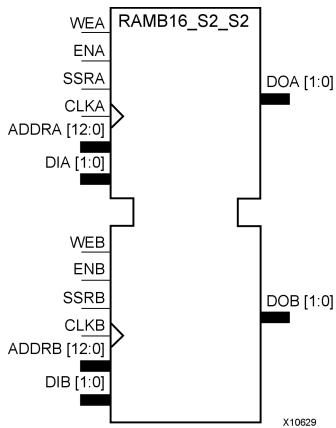 RAMB16_S2_S2
WEA
ENA
SSRA
CLKA
ADDRA [12:0]
DIA [1:0]
DOA [1:0]
WEB
ENB
SSRB
CLKB
ADDRB [12:0]
DIB [1:0]
DOB [1:0]
X10629